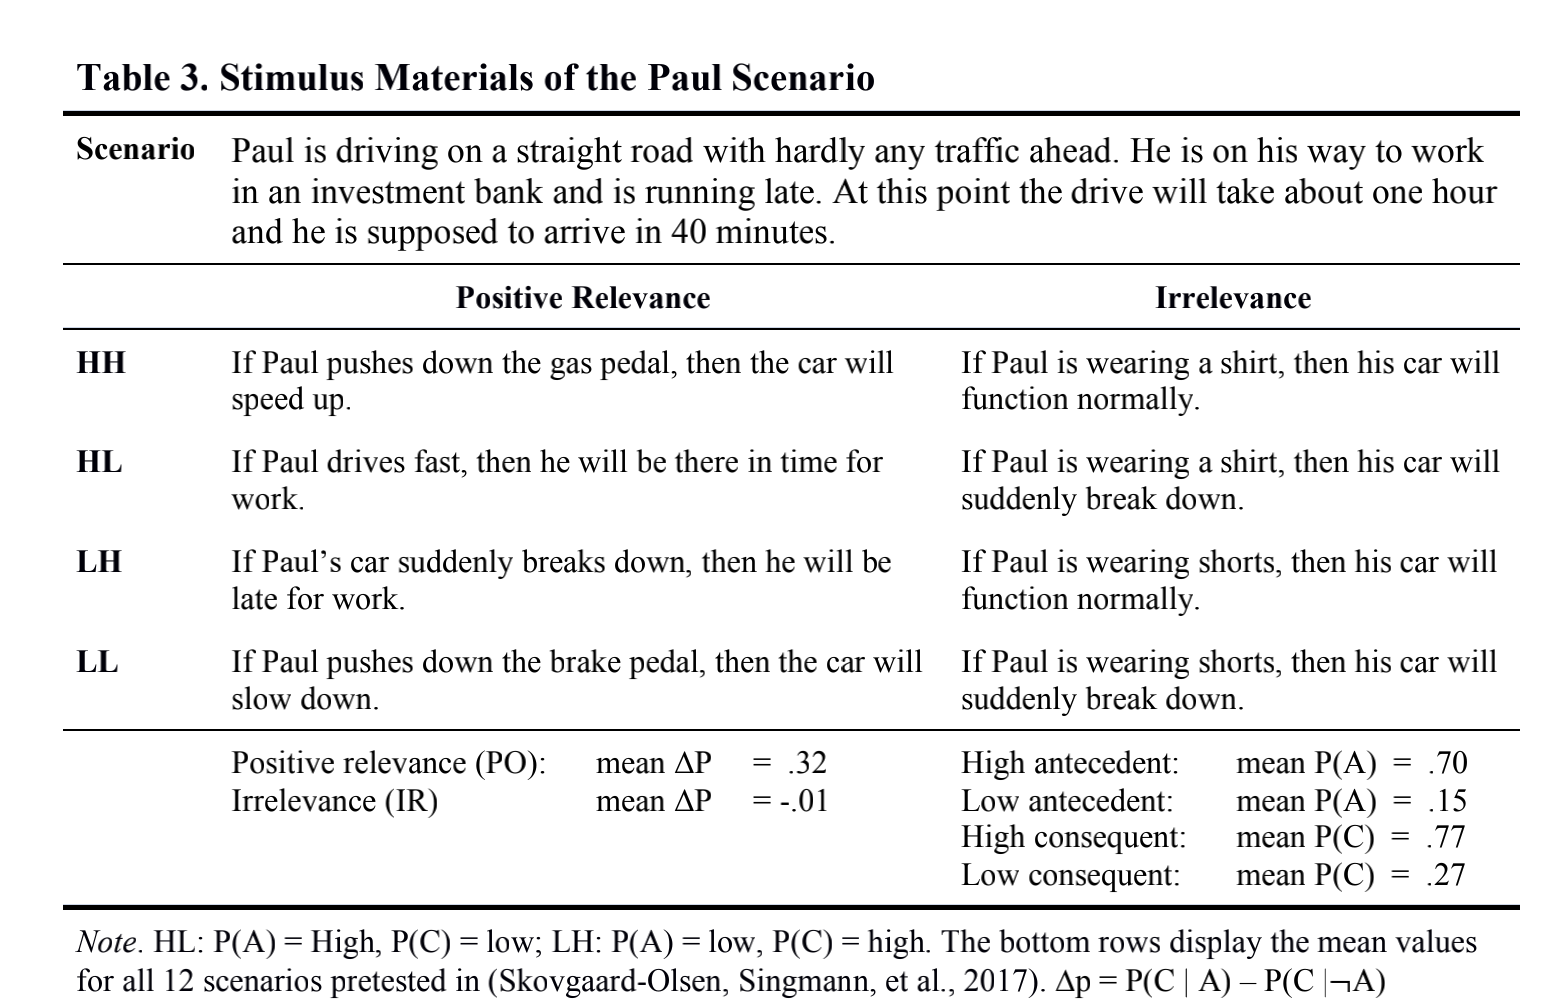 Table 3. Stimulus Materials of the Paul Scenario
Scenario Paul is driving on a straight road with hardly any traffic ahead. He is on his way to work
in an investment bank and is running late. At this point the drive will take about one hour
and he is supposed to arrive in 40 minutes.
Positive Relevance Irrelevance
HH If Paul pushes down the gas pedal, then the car will If Paul is wearing a shirt, then his car will
speed up. function normally.
HL If Paul drives fast, then he will be there in time for If Paul is wearing a shirt, then his car will
work. suddenly break down.
LH If Paul’s car suddenly breaks down, then he will be If Paul is wearing shorts, then his car will
late for work. function normally.
LL If Paul pushes down the brake pedal, then the car will If Paul is wearing shorts, then his car will
slow down. suddenly break down.
Positive relevance (PO): mean ΔP = .32 High antecedent: mean P(A) = .70
Irrelevance (IR) mean ΔP = -.01 Low antecedent: mean P(A) = .15
High consequent: mean P(C) = .77
Low consequent: mean P(C) = .27
Note. HL: P(A) = High, P(C) = low; LH: P(A) = low, P(C) = high. The bottom rows display the mean values
for all 12 scenarios pretested in (Skovgaard-Olsen, Singmann, et al., 2017). Δp = P(C | A) – P(C |¬A)